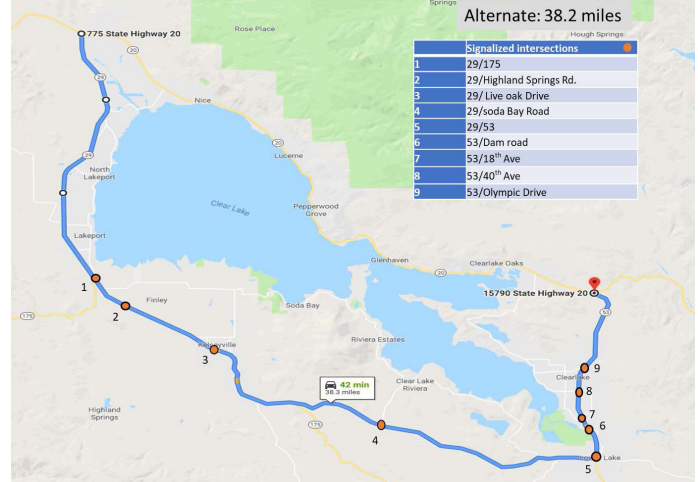 Springs
Alternate: 38.2 miles
Rose Place
Hough Springs
775 State Highway 20
Signalized intersections
1 29/175
2 29/Highland Springs Rd.
3 29/ Live oak Drive
4 29/soda Bay Road
5 29/53
6 53/Dam road
7 53/18th Ave
8 53/40th Ave
9 53/Olympic Drive
29
Nice
20
29
Lucerne
North
Lakeport
Pepperwood
Grove
Clear Lake
Lakeport
Glenhaven
Clearlake Oaks
20
1
15790 State Highway 20
Finley
Soda Bay
53
2
175
Riviera Estates
Kelseyville
3
9
Clearlake
42 min
38.3 miles
Clear Lake
Riviera
8
Highland
Springs
7
175
6
4
Lake
5